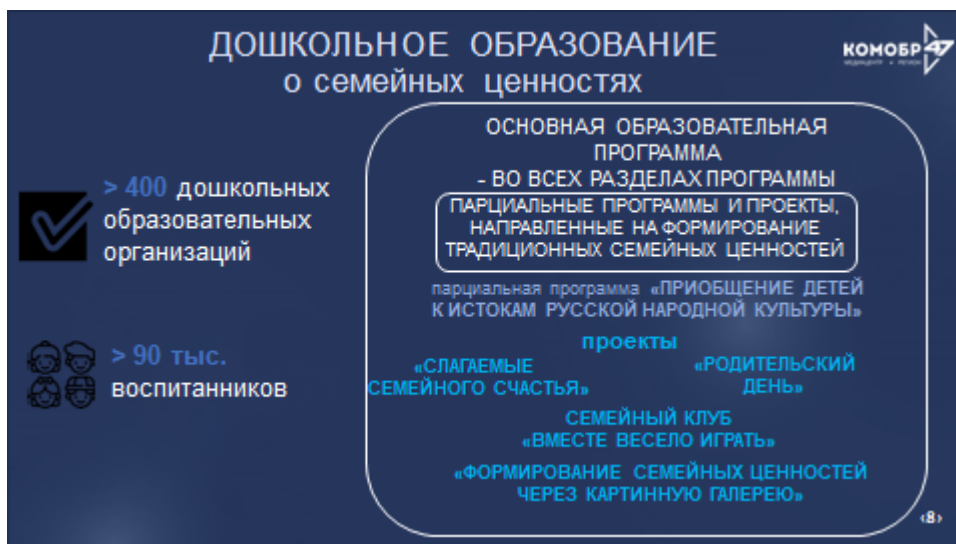 ДОШКОЛЬНОЕ ОБРАЗОВАНИЕ
о семейных ценностях
КОМОБР 47
> 400 дошкольных
образовательных
организаций
> 90 тыс.
воспитанников
ОСНОВНАЯ ОБРАЗОВАТЕЛЬНАЯ
ПРОГРАММА
- ВО ВСЕХ РАЗДЕЛАХ ПРОГРАММЫ
ПАРЦИАЛЬНЫЕ ПРОГРАММЫ И ПРОЕКТЫ,
НАПРАВЛЕННЫЕ НА ФОРМИРОВАНИЕ
ТРАДИЦИОННЫХ СЕМЕЙНЫХ ЦЕННОСТЕЙ
парциальная программа «ПРИОБЩЕНИЕ ДЕТЕЙ
К ИСТОКАМ РУССКОЙ НАРОДНОЙ КУЛЬТУРЫ»
проекты
«СЛАГАЕМЫЕ
СЕМЕЙНОГО СЧАСТЬЯ»
«РОДИТЕЛЬСКИЙ
ДЕНЬ»
СЕМЕЙНЫЙ КЛУБ
«ВМЕСТЕ ВЕСЕЛО ИГРАТЬ»
«ФОРМИРОВАНИЕ СЕМЕЙНЫХ ЦЕННОСТЕЙ
ЧЕРЕЗ КАРТИННУЮ ГАЛЕРЕЮ»
‹8›